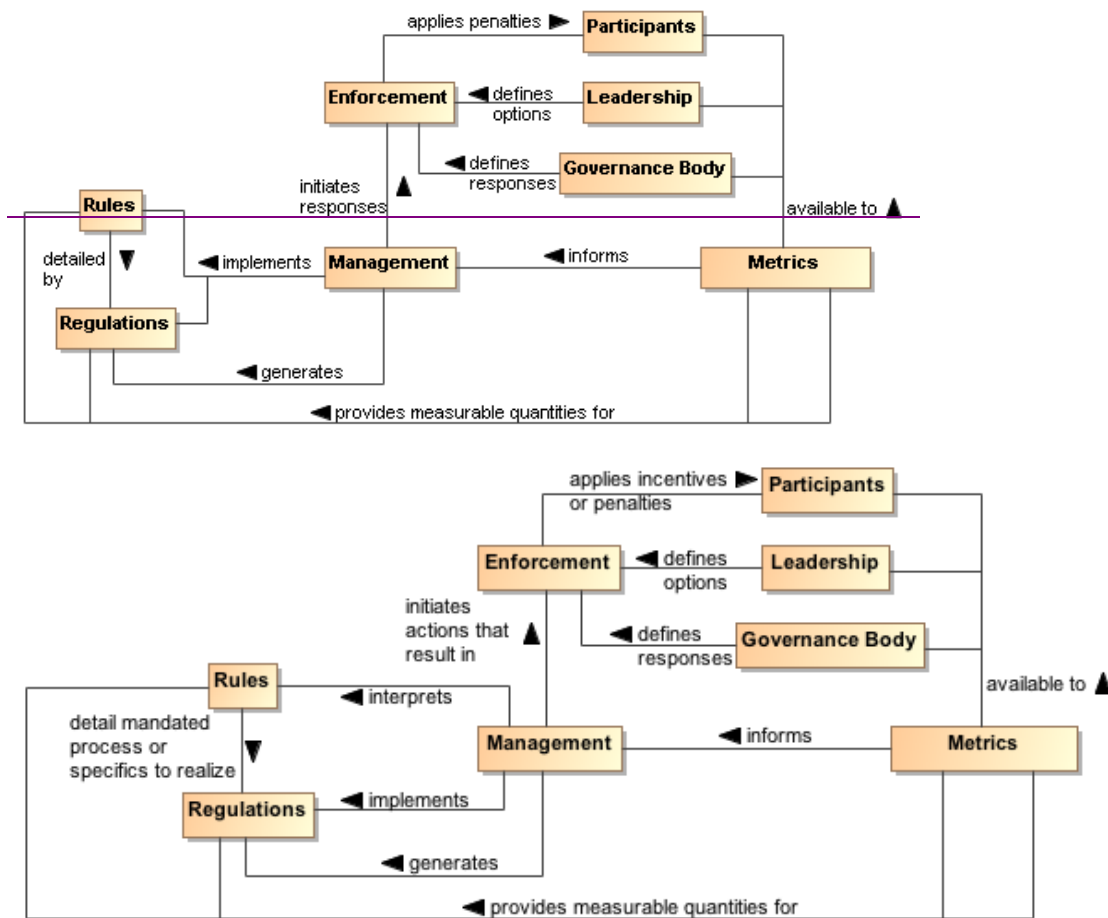 applies penalties
Participants
Enforcement
defines
options
Leadership
defines
responses
Governance Body
initiates
responses
Rules
available to
detailed
by
implements
Management
informs
Metrics
Regulations
generates
provides measurable quantities for
applies incentives
or penalties
Participants
Enforcement
defines
options
Leadership
initiates
actions that
result in
defines
responses
Governance Body
Rules
interprets
available to
detail mandated
process or
specifics to realize
Management
informs
Metrics
Regulations
implements
generates
provides measurable quantities for